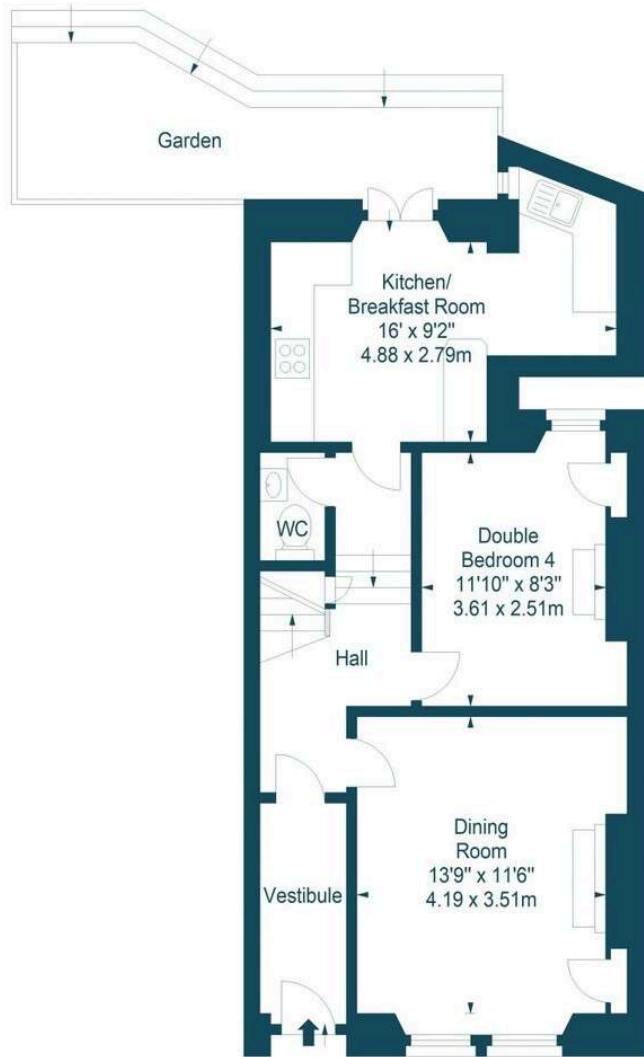 Garden
Kitchen/
Breakfast Room
16' x 9'2"
4.88 x 2.79m
WC
Double
Bedroom 4
11'10" x 8'3"
3.61 x 2.51m
Hall
Dining
Room
13'9" x 11'6"
4.19 x 3.51m
Vestibule